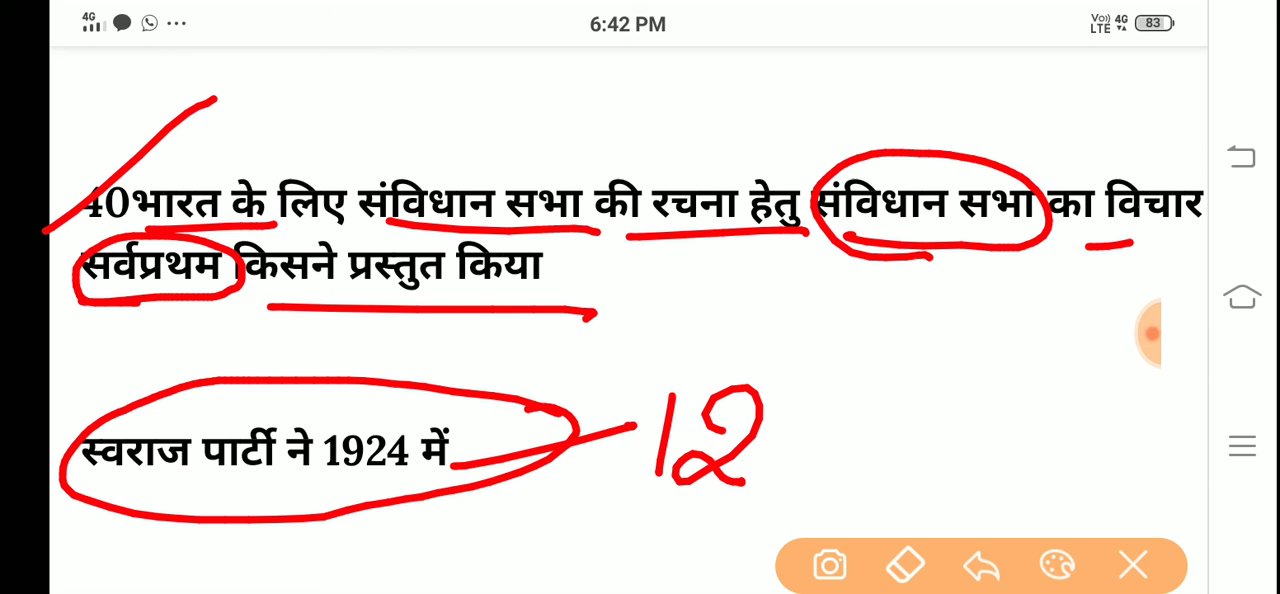 4G
6:42 PM
Vo)) LTE 4G 83
40भारत के लिए संविधान सभा की रचना हेतु संविधान सभा का विचार
सर्वप्रथम किसने प्रस्तुत किया
स्वराज पार्टी ने 1924 में
12